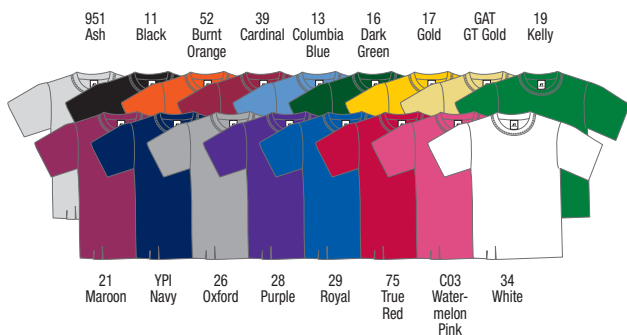 951
Ash
11
Black
52
Burnt
Orange
39
Cardinal
13
Columbia
Blue
16
Dark
Green
17
Gold
GAT
GT Gold
19
Kelly
21
Maroon
YPI
Navy
26
Oxford
28
Purple
29
Royal
75
True
Red
C03
Water-
melon
Pink
34
White